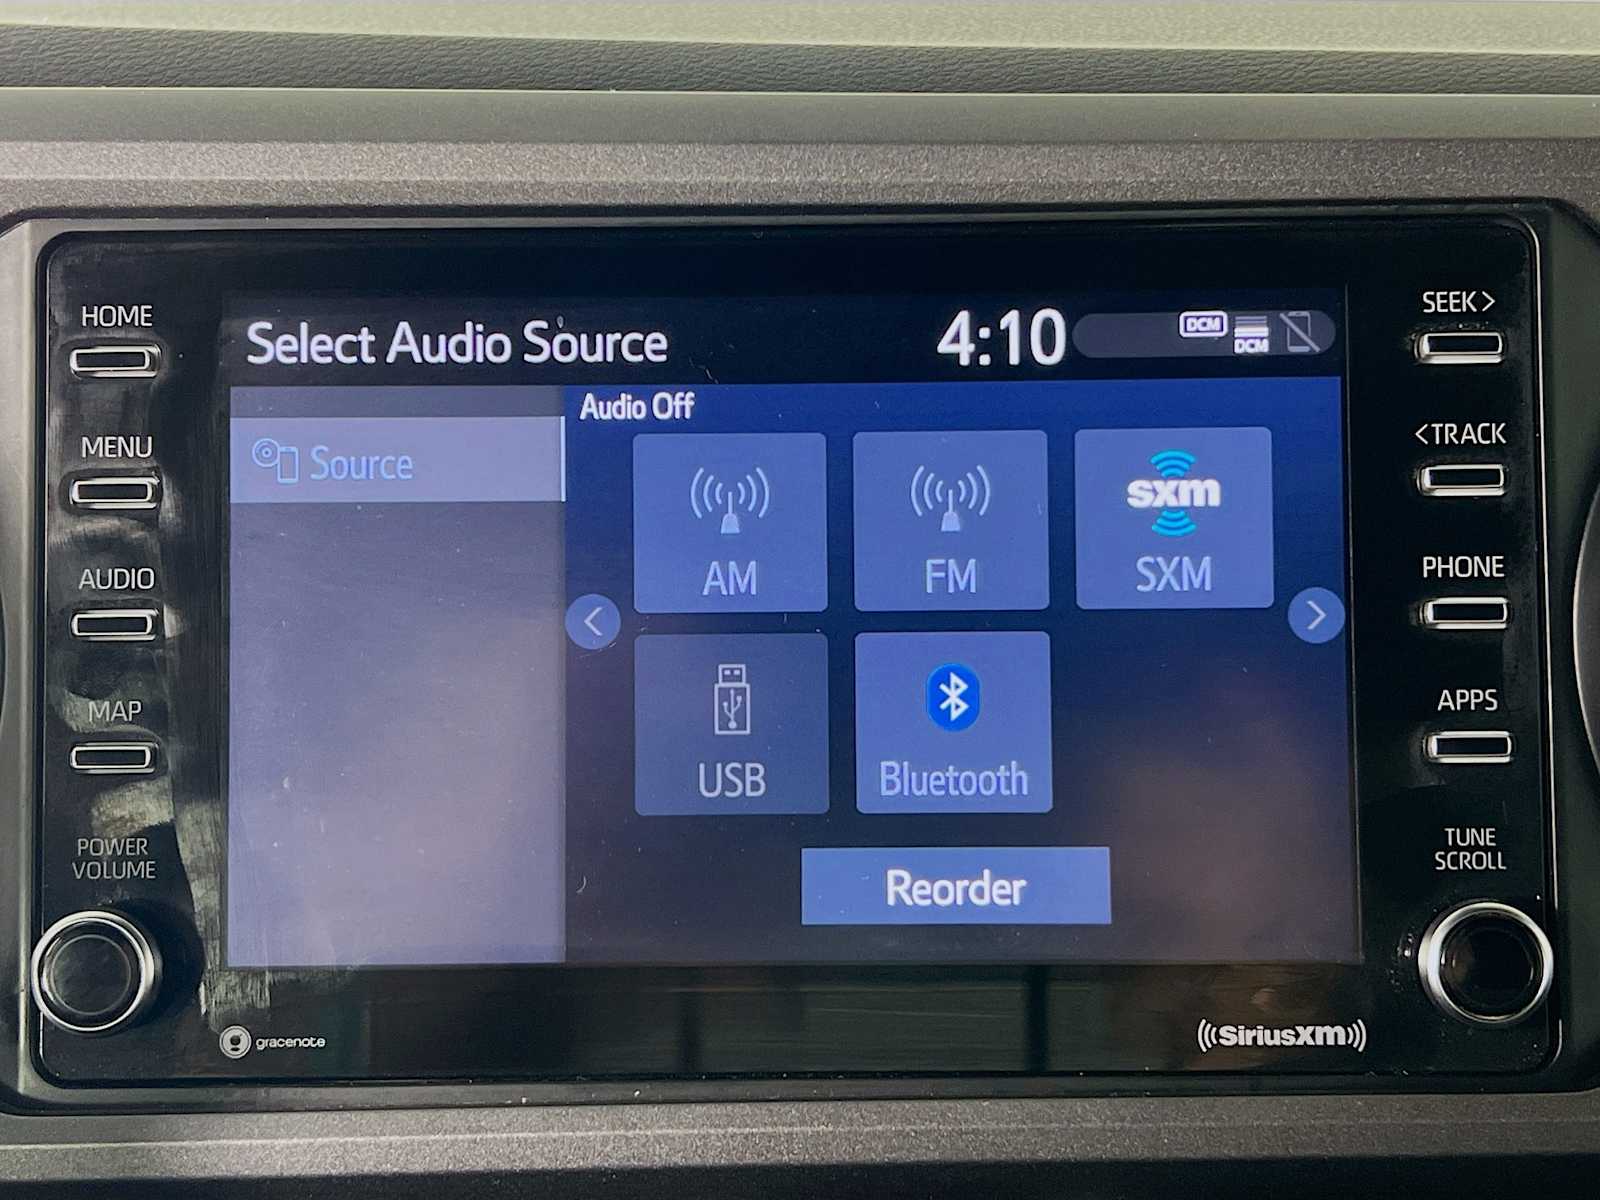 HOME
MENU
AUDIO
MAP
POWER
VOLUME
Select Audio Source
4:10
DCM
DCM
Source
Audio Off
AM
FM
sxm
SXM
USB
Bluetooth
Reorder
SEEK>
<TRACK
PHONE
APPS
TUNE
SCROLL
g gracenote
((SiriusXM))